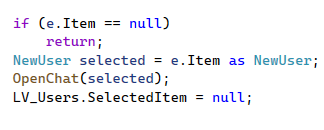 if (e.Item == null)
    return;
NewUser selected = e.Item as NewUser;
OpenChat(selected);
LV_Users.SelectedItem = null;